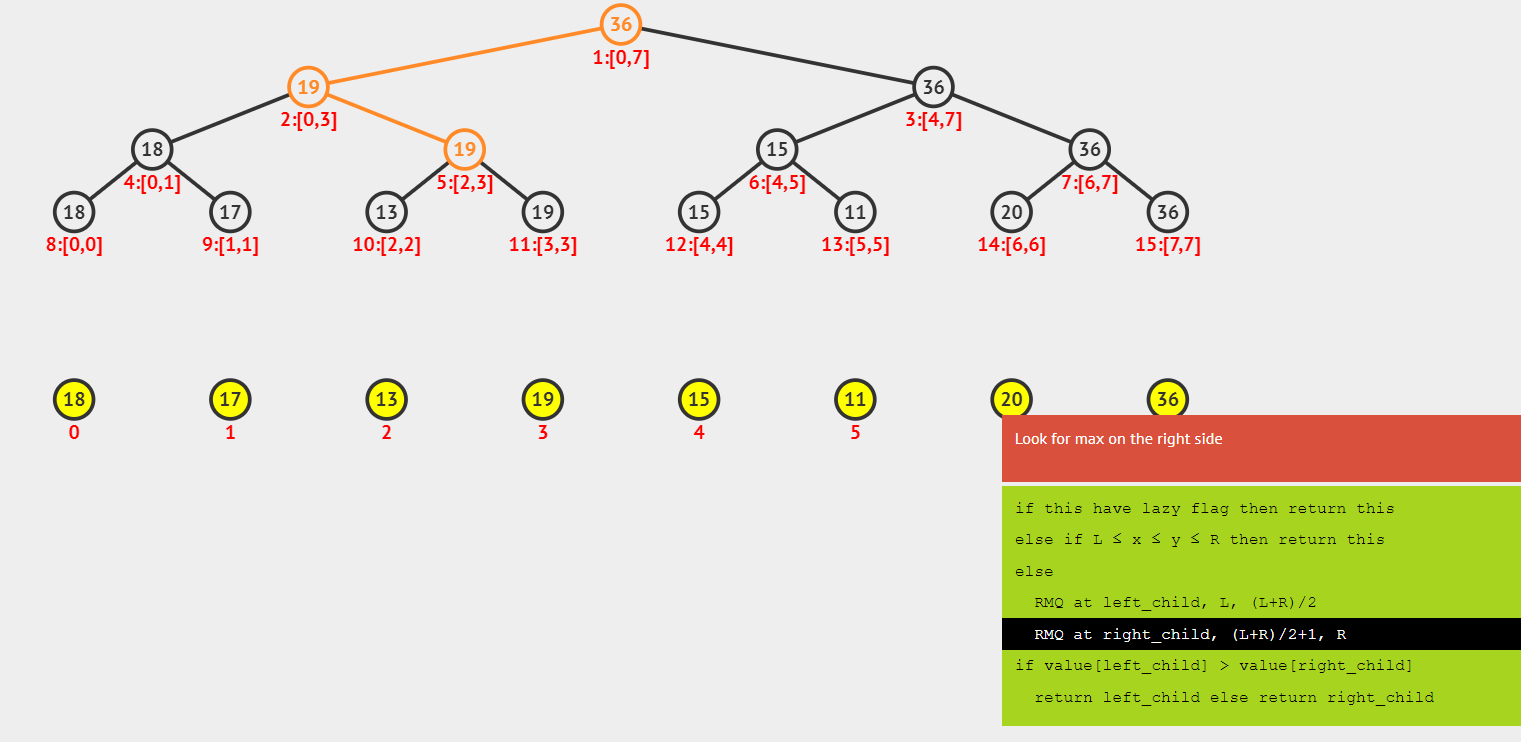 36
1:[0,7]
19 36
2:[0,3] 3:[4,7]
18 19 15 36
4:[0,1] 5:[2,3] 6:[4,5] 7:[6,7]
18 17 13 19 15 11 20 36
8:[0,0] 9:[1,1] 10:[2,2] 11:[3,3] 12:[4,4] 13:[5,5] 14:[6,6] 15:[7,7]
18 17 13 19 15 11 20 36
0 1 2 3 4 5
Look for max on the right side
if this have lazy flag then return this
else if L ≤ x ≤ y ≤ R then return this
else
RMQ at left_child, L, (L+R)/2
RMQ at right_child, (L+R)/2+1, R
if value[left_child] > value[right_child]
return left_child else return right_child